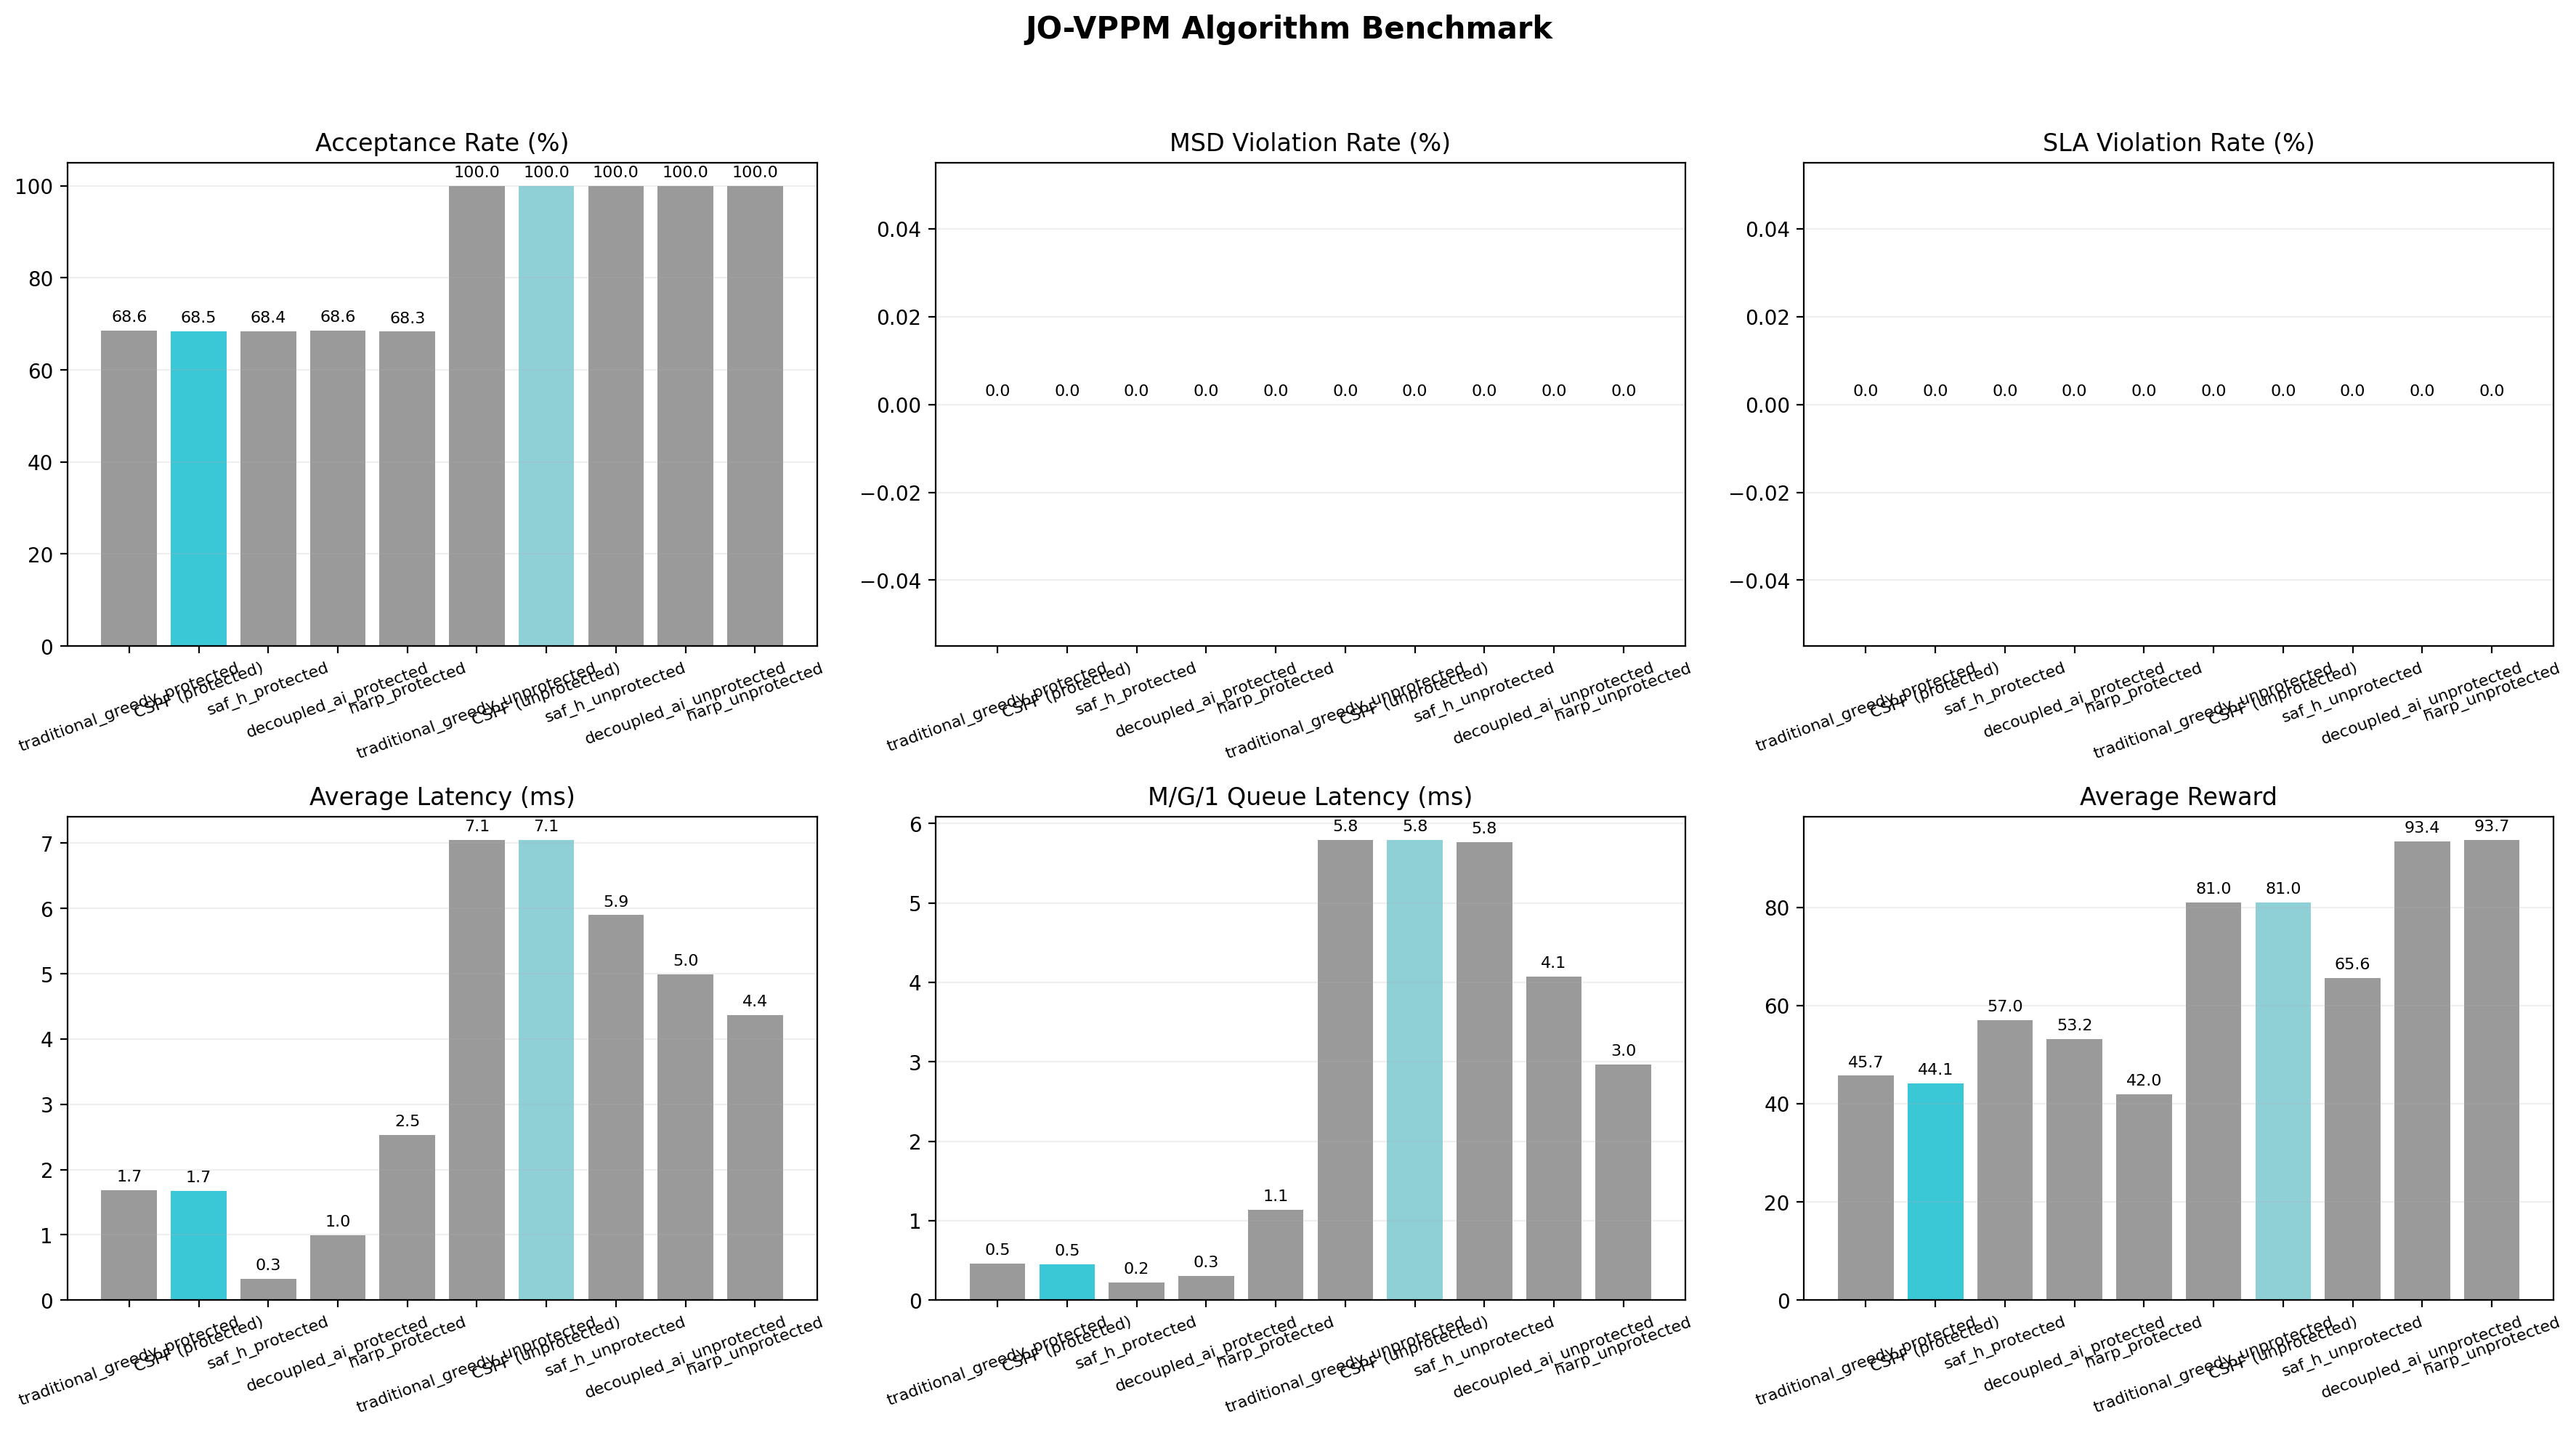 JO-VPPM Algorithm Benchmark
Acceptance Rate (%)
100
80
60
40
20
0
68.6 68.5 68.4 68.6 68.3 100.0 100.0 100.0 100.0 100.0
traditional_greedy_protected
CSPF (protected)
saf_h_protected
decoupled_ai_protected
harp_protected
traditional_greedy_unprotected
CSPF (unprotected)
saf_h_unprotected
decoupled_ai_unprotected
harp_unprotected
MSD Violation Rate (%)
0.04
0.02
0.00
−0.02
−0.04
0.0 0.0 0.0 0.0 0.0 0.0 0.0 0.0 0.0 0.0
traditional_greedy_protected
CSPF (protected)
saf_h_protected
decoupled_ai_protected
harp_protected
traditional_greedy_unprotected
CSPF (unprotected)
saf_h_unprotected
decoupled_ai_unprotected
harp_unprotected
SLA Violation Rate (%)
0.04
0.02
0.00
−0.02
−0.04
0.0 0.0 0.0 0.0 0.0 0.0 0.0 0.0 0.0 0.0
traditional_greedy_protected
CSPF (protected)
saf_h_protected
decoupled_ai_protected
harp_protected
traditional_greedy_unprotected
CSPF (unprotected)
saf_h_unprotected
decoupled_ai_unprotected
harp_unprotected
Average Latency (ms)
7
6
5
4
3
2
1
0
1.7 1.7 0.3 1.0 2.5 7.1 7.1 5.9 5.0 4.4
traditional_greedy_protected
CSPF (protected)
saf_h_protected
decoupled_ai_protected
harp_protected
traditional_greedy_unprotected
CSPF (unprotected)
saf_h_unprotected
decoupled_ai_unprotected
harp_unprotected
M/G/1 Queue Latency (ms)
6
5
4
3
2
1
0
0.5 0.5 0.2 0.3 1.1 5.8 5.8 5.8 4.1 3.0
traditional_greedy_protected
CSPF (protected)
saf_h_protected
decoupled_ai_protected
harp_protected
traditional_greedy_unprotected
CSPF (unprotected)
saf_h_unprotected
decoupled_ai_unprotected
harp_unprotected
Average Reward
80
60
40
20
0
45.7 44.1 57.0 53.2 42.0 81.0 81.0 65.6 93.4 93.7
traditional_greedy_protected
CSPF (protected)
saf_h_protected
decoupled_ai_protected
harp_protected
traditional_greedy_unprotected
CSPF (unprotected)
saf_h_unprotected
decoupled_ai_unprotected
harp_unprotected